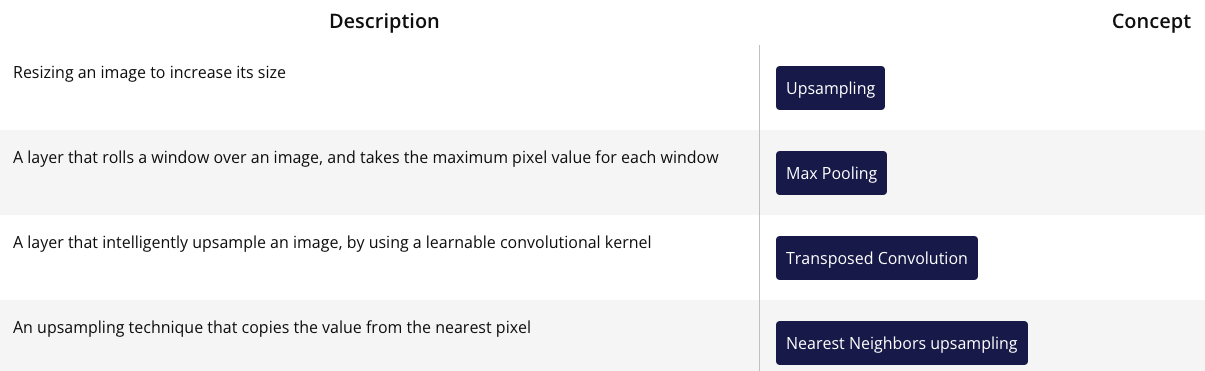 Description Concept
Resizing an image to increase its size
Upsampling
A layer that rolls a window over an image, and takes the maximum pixel value for each window
Max Pooling
A layer that intelligently upsample an image, by using a learnable convolutional kernel
Transposed Convolution
An upsampling technique that copies the value from the nearest pixel
Nearest Neighbors upsampling